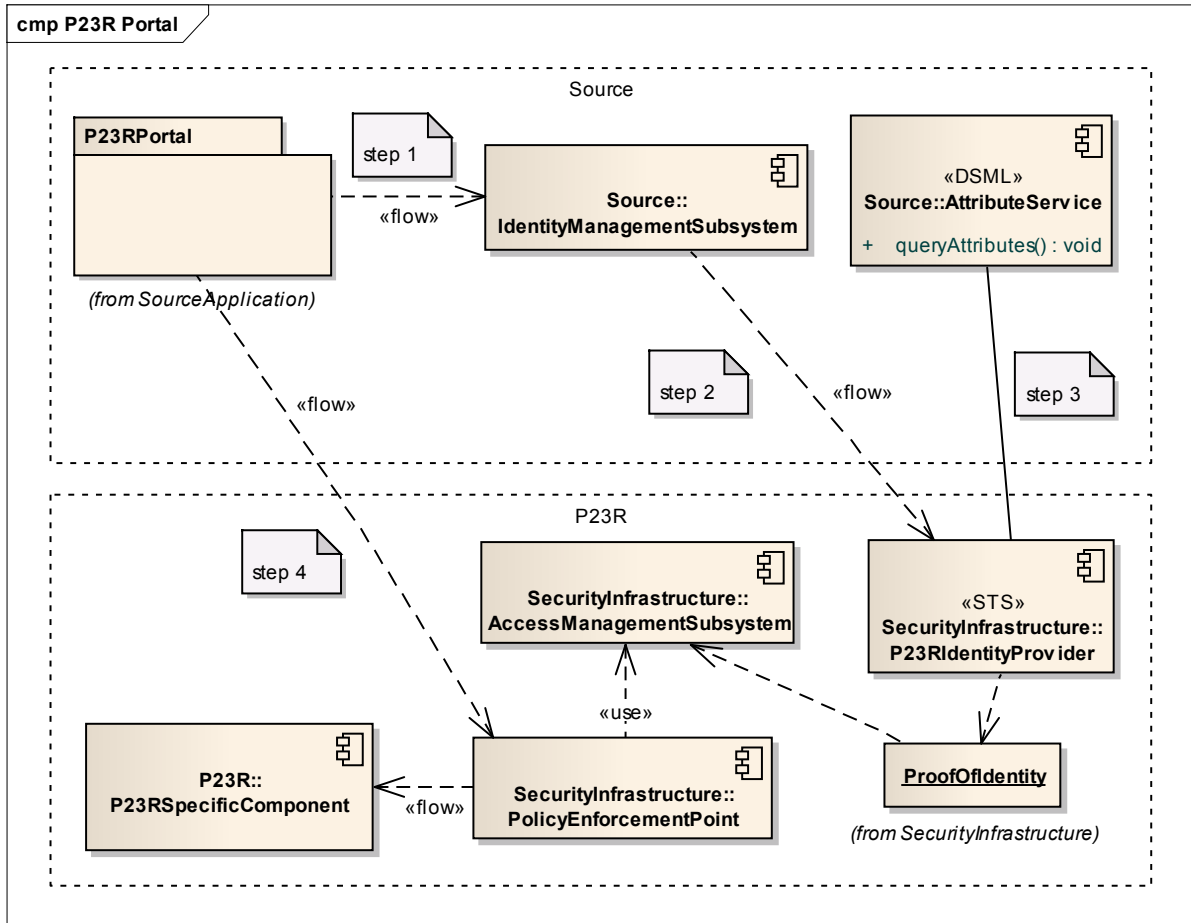 cmp P23R Portal
Source
P23RPortal
step 1
«flow»
(from SourceApplication)
Source::
IdentityManagementSubsystem
«DSML»
Source::AttributeService
+ queryAttributes() : void
step 2
«flow»
step 3
«flow»
P23R
step 4
SecurityInfrastructure::
AccessManagementSubsystem
«STS»
SecurityInfrastructure::
P23RIdentityProvider
«use»
P23R::
P23RSpecificComponent
«flow»
SecurityInfrastructure::
PolicyEnforcementPoint
ProofOfIdentity
(from SecurityInfrastructure)